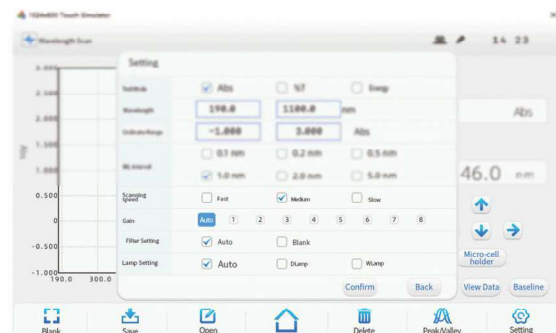 1024x600 Touch Simulator
Wavelength Scan
14 23
Setting
Abs %T Energy
Wavelength 190.0 1100.0 nm
Ordinate Range -1.000 3.000 Abs
0.1 nm 0.2 nm 0.5 nm
1.0 nm 2.0 nm 5.0 nm
Scanning speed Fast Medium Slow
Gain Auto 1 2 3 4 5 6 7 8
Filter Setting Auto Blank
Lamp Setting Auto DLamp WLamp
Confirm Back
3.000
2.500
2.000
1.500
1.000
0.500
0
-0.500
-1.000
190.0 300.0
Abs
46.0 nm
Micro-cell
holder
View Data Baseline
Blank Save Open Delete Peak/Valley Setting